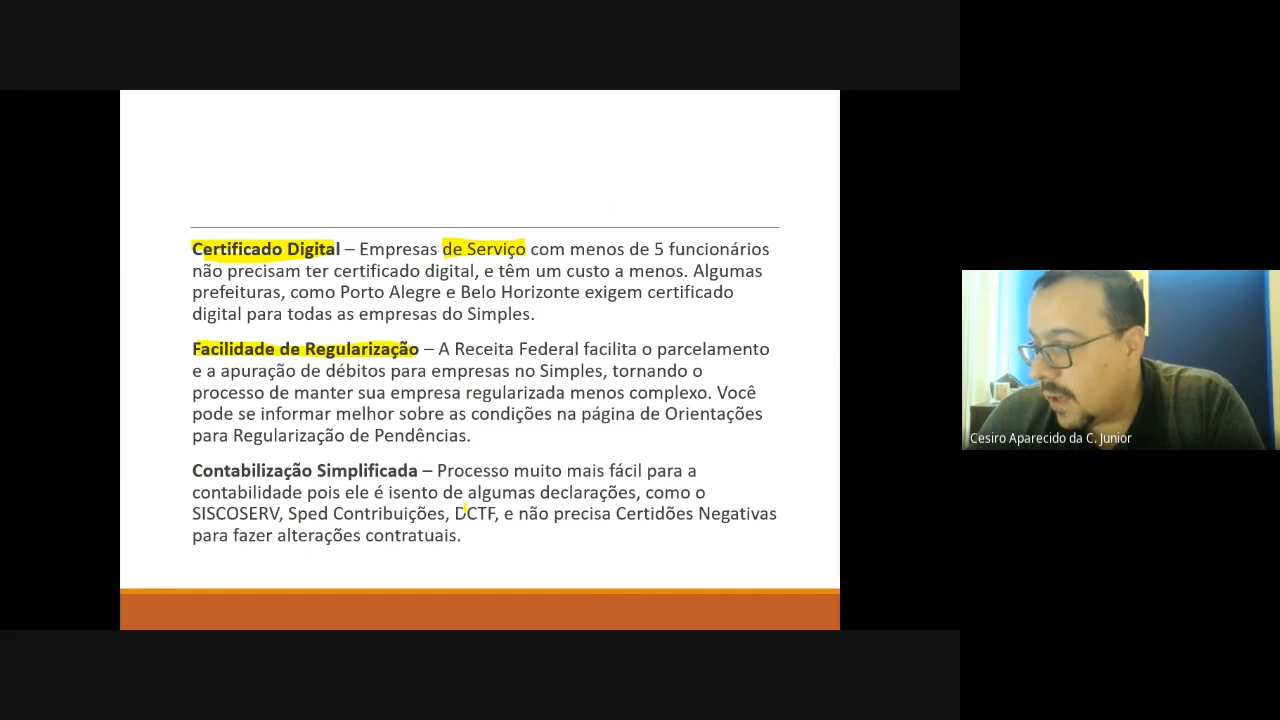 Certificado Digital – Empresas de Serviço com menos de 5 funcionários
não precisam ter certificado digital, e têm um custo a menos. Algumas
prefeituras, como Porto Alegre e Belo Horizonte exigem certificado
digital para todas as empresas do Simples.
Facilidade de Regularização – A Receita Federal facilita o parcelamento
e a apuração de débitos para empresas no Simples, tornando o
processo de manter sua empresa regularizada menos complexo. Você
pode se informar melhor sobre as condições na página de Orientações
para Regularização de Pendências.
Contabilização Simplificada – Processo muito mais fácil para a
contabilidade pois ele é isento de algumas declarações, como o
SISCOSERV, Sped Contribuições, DCTF, e não precisa Certidões Negativas
para fazer alterações contratuais.
Cesiro Aparecido da C. Junior